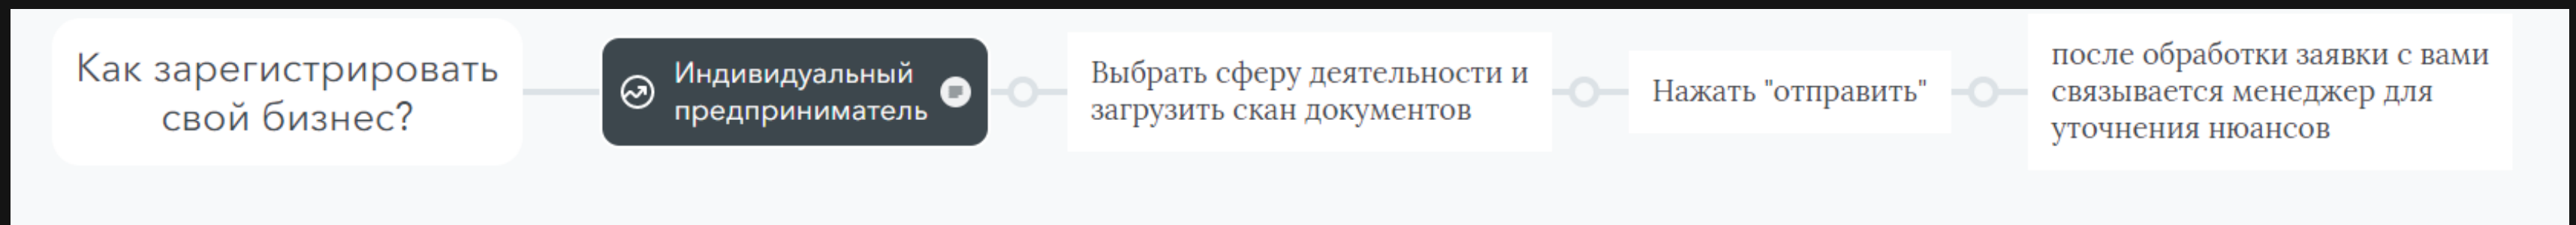 Как зарегистрировать
свой бизнес?
Индивидуальный
предприниматель
Выбрать сферу деятельности и
загрузить скан документов
Нажать "отправить"
после обработки заявки с вами
связывается менеджер для
уточнения нюансов